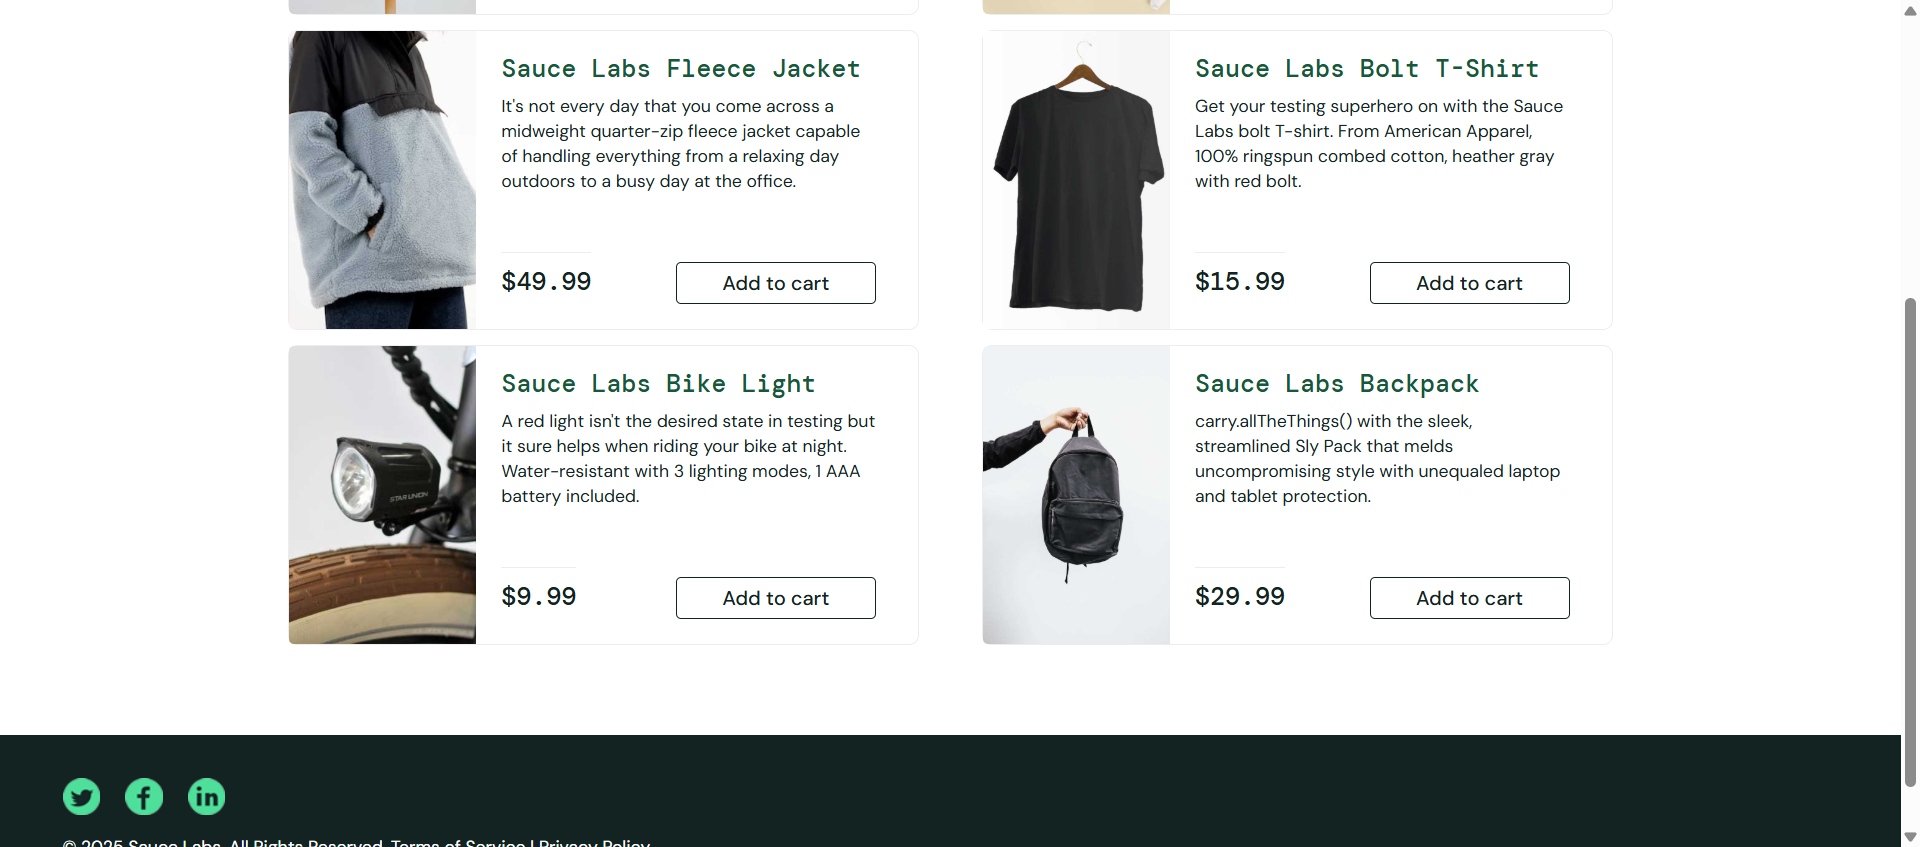 Sauce Labs Fleece Jacket
It's not every day that you come across a
midweight quarter-zip fleece jacket capable
of handling everything from a relaxing day
outdoors to a busy day at the office.
$49.99
Add to cart
Sauce Labs Bolt T-Shirt
Get your testing superhero on with the Sauce
Labs bolt T-shirt. From American Apparel,
100% ringspun combed cotton, heather gray
with red bolt.
$15.99
Add to cart
Sauce Labs Bike Light
A red light isn't the desired state in testing but
it sure helps when riding your bike at night.
Water-resistant with 3 lighting modes, 1 AAA
battery included.
$9.99
Add to cart
STAR UNION
Sauce Labs Backpack
carry.allTheThings() with the sleek,
streamlined Sly Pack that melds
uncompromising style with unequaled laptop
and tablet protection.
$29.99
Add to cart
© 2025 Sauce Labs. All Rights Reserved. Terms of Service | Privacy Policy